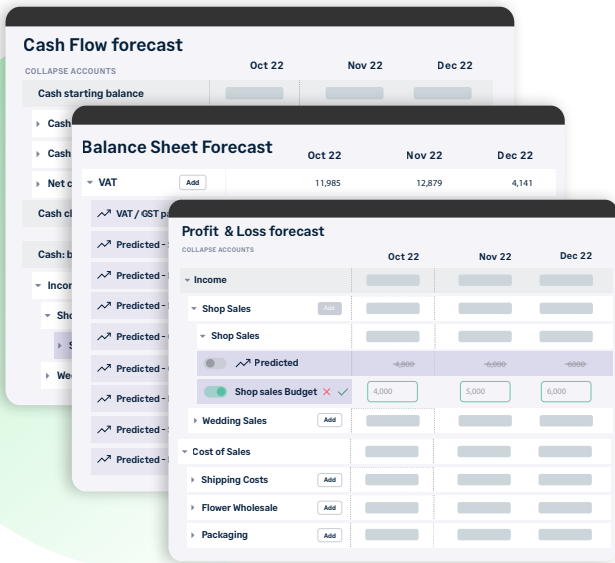 Cash Flow forecast
Oct 22 Nov 22 Dec 22
COLLAPSE ACCOUNTS
Cash starting balance
Cash
Cash
Net c
Cash cl
Cash: b
Incor
Sho
S
We
Balance Sheet Forecast
Oct 22 Nov 22 Dec 22
VAT Add 11,985 12,879 4,141
VAT / GST pa
Predicted -
Predicted -
Predicted -
Predicted -
Predicted -
Predicted -
Predicted -
Predicted -
Profit & Loss forecast
COLLAPSE ACCOUNTS
Oct 22 Nov 22 Dec 22
Income
Shop Sales Add
Shop Sales
Predicted 4,800 6,000 6000
Shop sales Budget 4,000 5,000 6,000
Wedding Sales Add
Cost of Sales
Shipping Costs Add
Flower Wholesale Add
Packaging Add